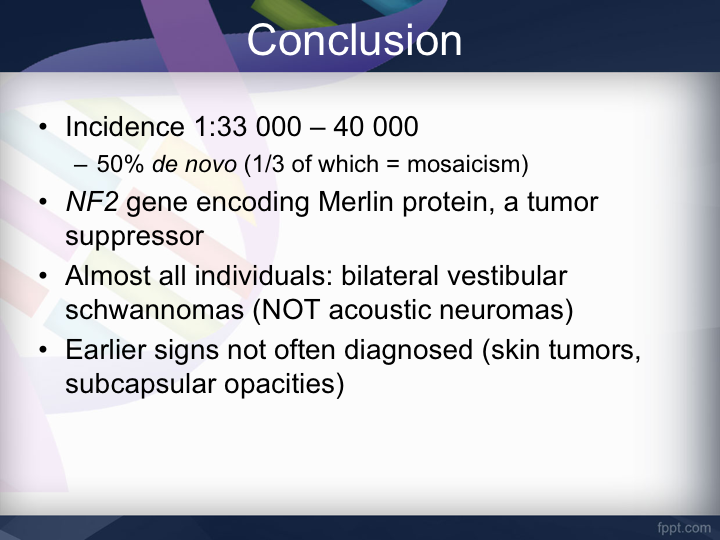 Conclusion
• Incidence 1:33 000 – 40 000
– 50% de novo (1/3 of which = mosaicism)
• NF2 gene encoding Merlin protein, a tumor
suppressor
• Almost all individuals: bilateral vestibular
schwannomas (NOT acoustic neuromas)
• Earlier signs not often diagnosed (skin tumors,
subcapsular opacities)
fppt.com